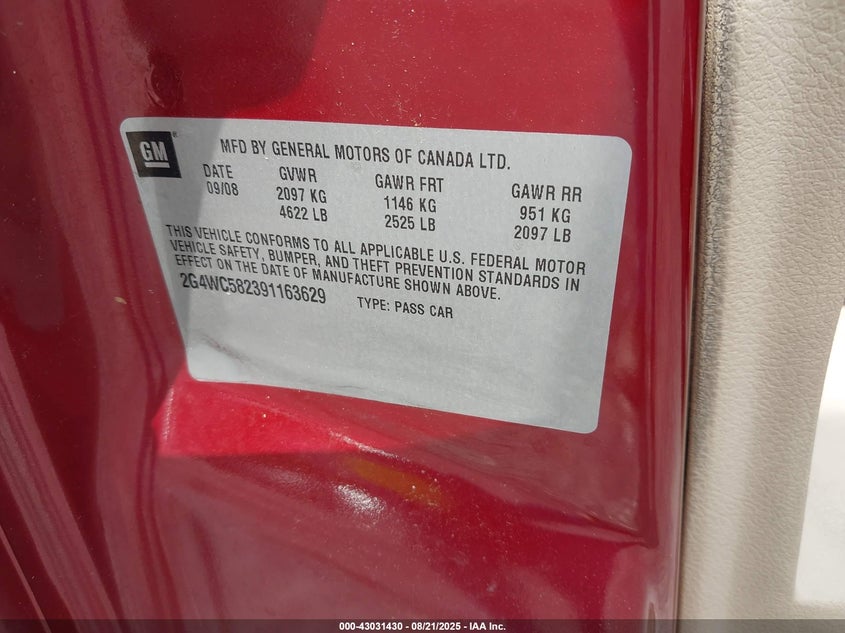 GM
MFD BY GENERAL MOTORS OF CANADA LTD.
DATE GVWR GAWR FRT GAWR RR
09/08 2097 KG 1146 KG 951 KG
4622 LB 2525 LB 2097 LB
THIS VEHICLE CONFORMS TO ALL APPLICABLE U.S. FEDERAL MOTOR
VEHICLE SAFETY, BUMPER, AND THEFT PREVENTION STANDARDS IN
EFFECT ON THE DATE OF MANUFACTURE SHOWN ABOVE.
2G4WC582391163629 TYPE: PASS CAR
000-43031430 - 08/21/2025 - IAA Inc.